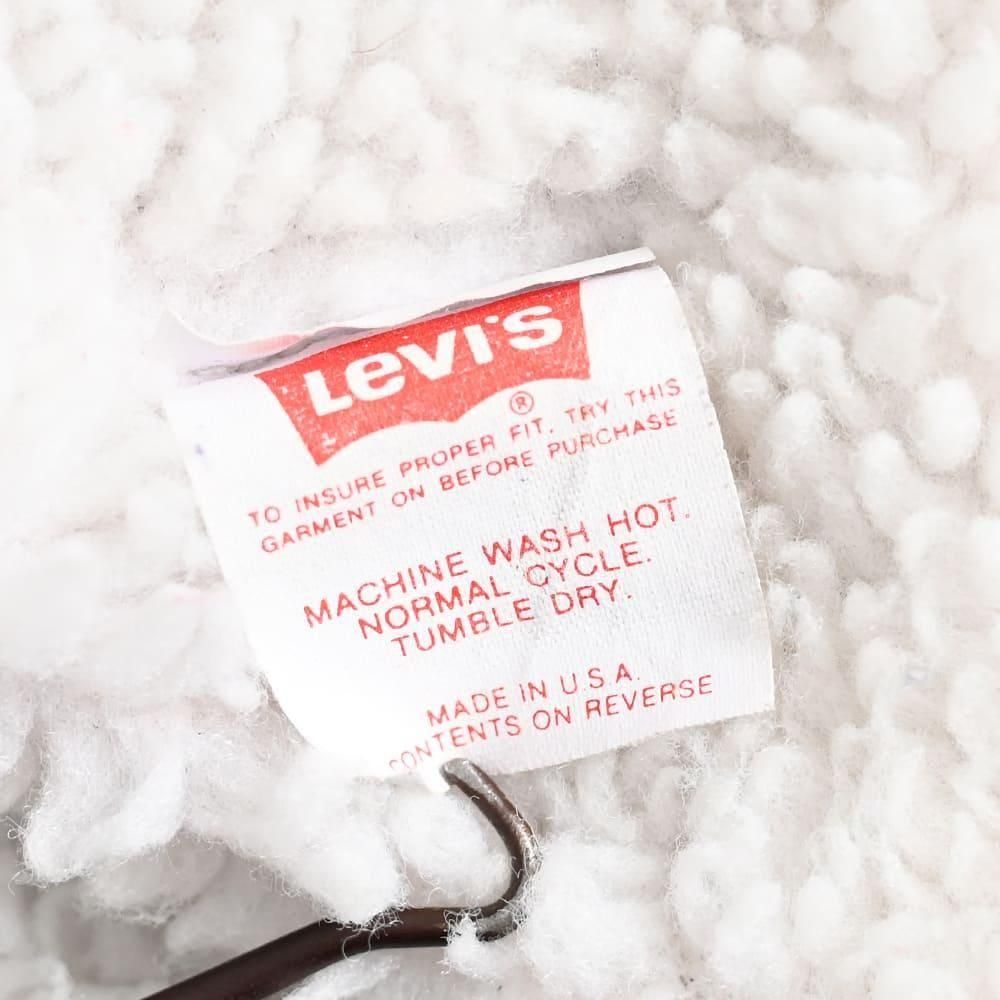 Levi's
®
TO INSURE PROPER FIT, TRY THIS
GARMENT ON BEFORE PURCHASE
MACHINE WASH HOT.
NORMAL CYCLE.
TUMBLE DRY.
MADE IN U.S.A.
CONTENTS ON REVERSE